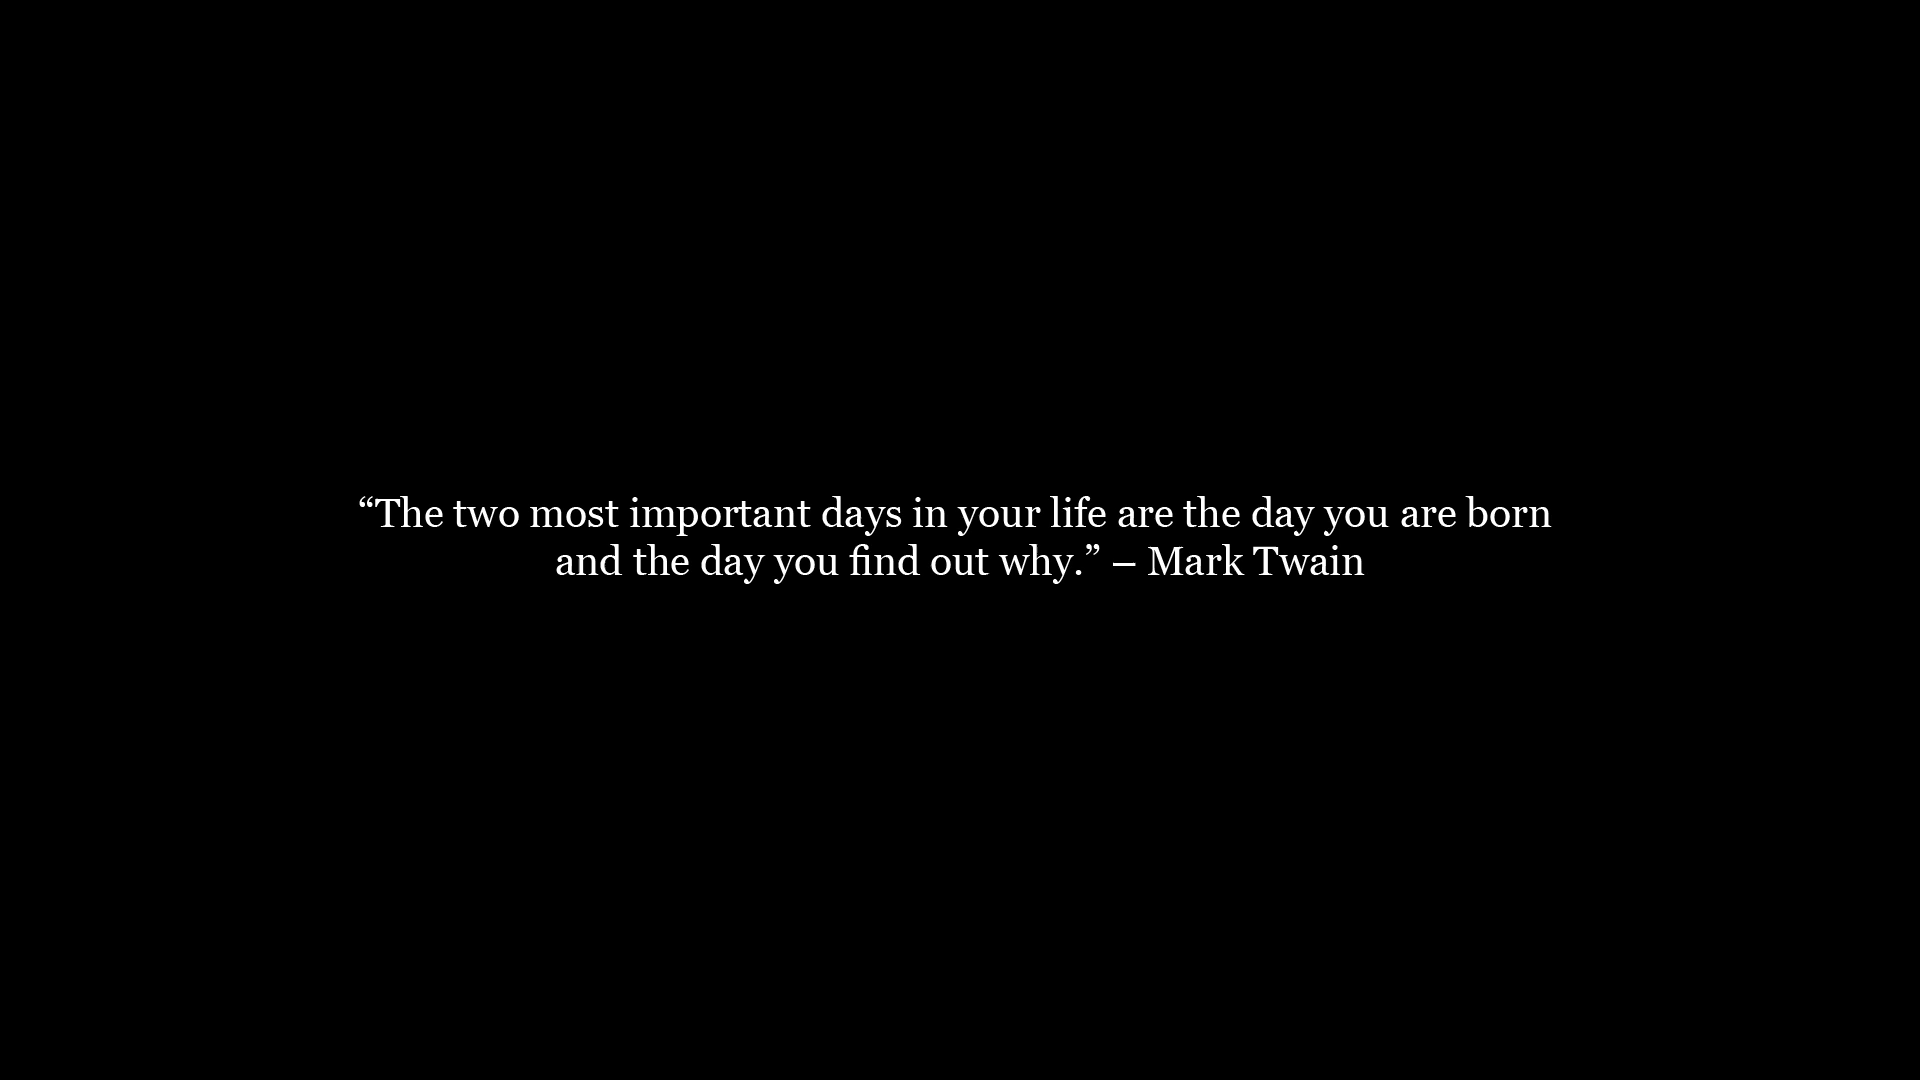 “The two most important days in your life are the day you are born
and the day you find out why.” – Mark Twain